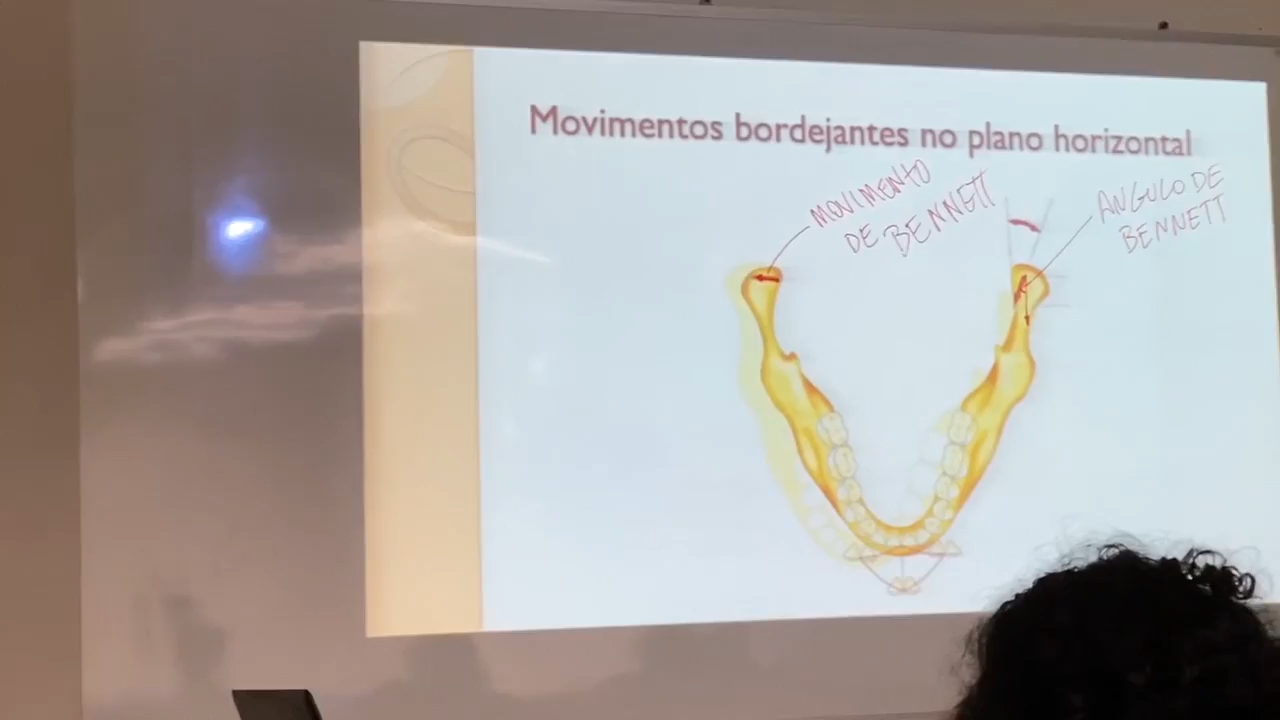 Movimentos bordejantes no plano horizontal
MOVIMENTO
DE BENNETT
ANGULO DE
BENNETT